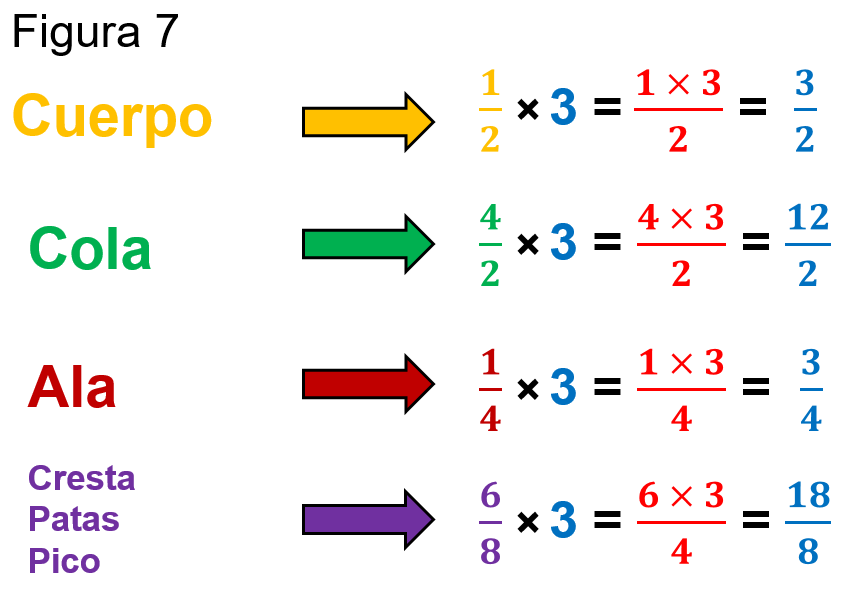 Figura 7
Cuerpo 1/2 × 3 = 1 × 3/2 = 3/2
Cola 4/2 × 3 = 4 × 3/2 = 12/2
Ala 1/4 × 3 = 1 × 3/4 = 3/4
Cresta
Patas 6/8 × 3 = 6 × 3/4 = 18/8
Pico